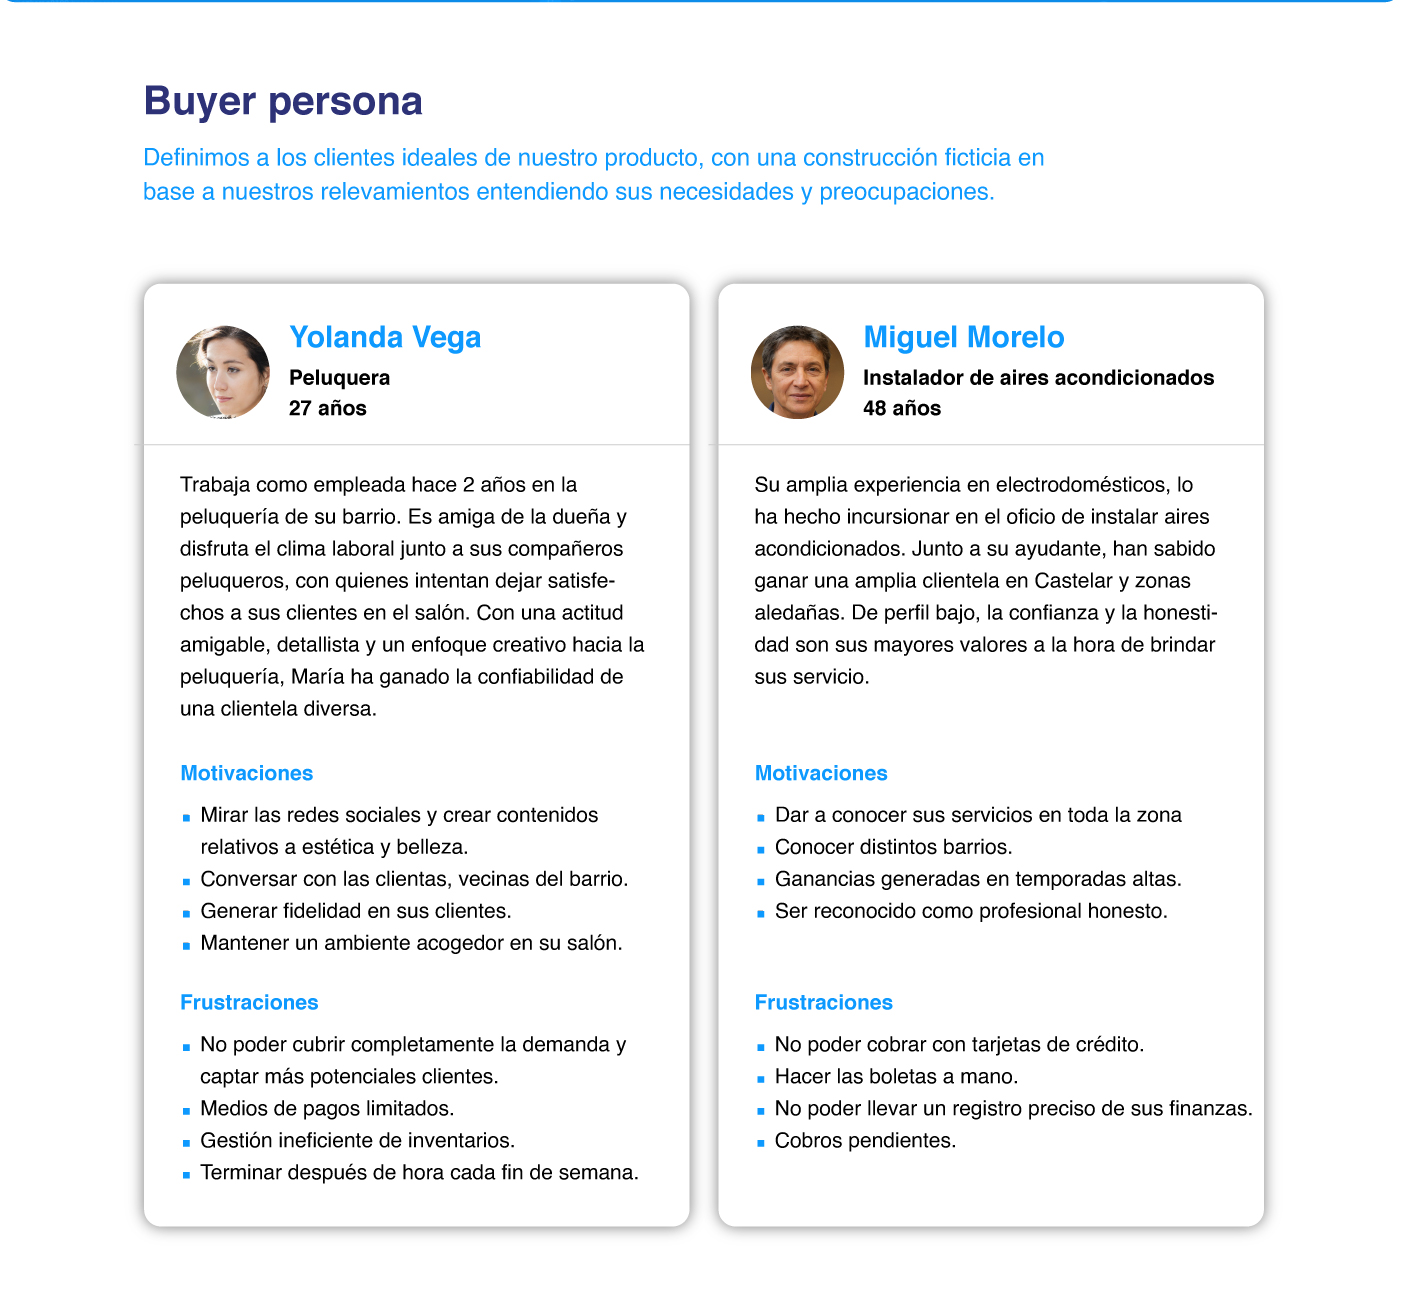 Buyer persona
Definimos a los clientes ideales de nuestro producto, con una construcción ficticia en
base a nuestros relevamientos entendiendo sus necesidades y preocupaciones.
Yolanda Vega
Peluquera
27 años
Trabaja como empleada hace 2 años en la
peluquería de su barrio. Es amiga de la dueña y
disfruta el clima laboral junto a sus compañeros
peluqueros, con quienes intentan dejar satisfe-
chos a sus clientes en el salón. Con una actitud
amigable, detallista y un enfoque creativo hacia la
peluquería, María ha ganado la confiabilidad de
una clientela diversa.
Motivaciones
Mirar las redes sociales y crear contenidos
relativos a estética y belleza.
Conversar con las clientas, vecinas del barrio.
Generar fidelidad en sus clientes.
Mantener un ambiente acogedor en su salón.
Frustraciones
No poder cubrir completamente la demanda y
captar más potenciales clientes.
Medios de pagos limitados.
Gestión ineficiente de inventarios.
Terminar después de hora cada fin de semana.
Miguel Morelo
Instalador de aires acondicionados
48 años
Su amplia experiencia en electrodomésticos, lo
ha hecho incursionar en el oficio de instalar aires
acondicionados. Junto a su ayudante, han sabido
ganar una amplia clientela en Castelar y zonas
aledañas. De perfil bajo, la confianza y la honesti-
dad son sus mayores valores a la hora de brindar
sus servicio.
Motivaciones
Dar a conocer sus servicios en toda la zona
Conocer distintos barrios.
Ganancias generadas en temporadas altas.
Ser reconocido como profesional honesto.
Frustraciones
No poder cobrar con tarjetas de crédito.
Hacer las boletas a mano.
No poder llevar un registro preciso de sus finanzas.
Cobros pendientes.